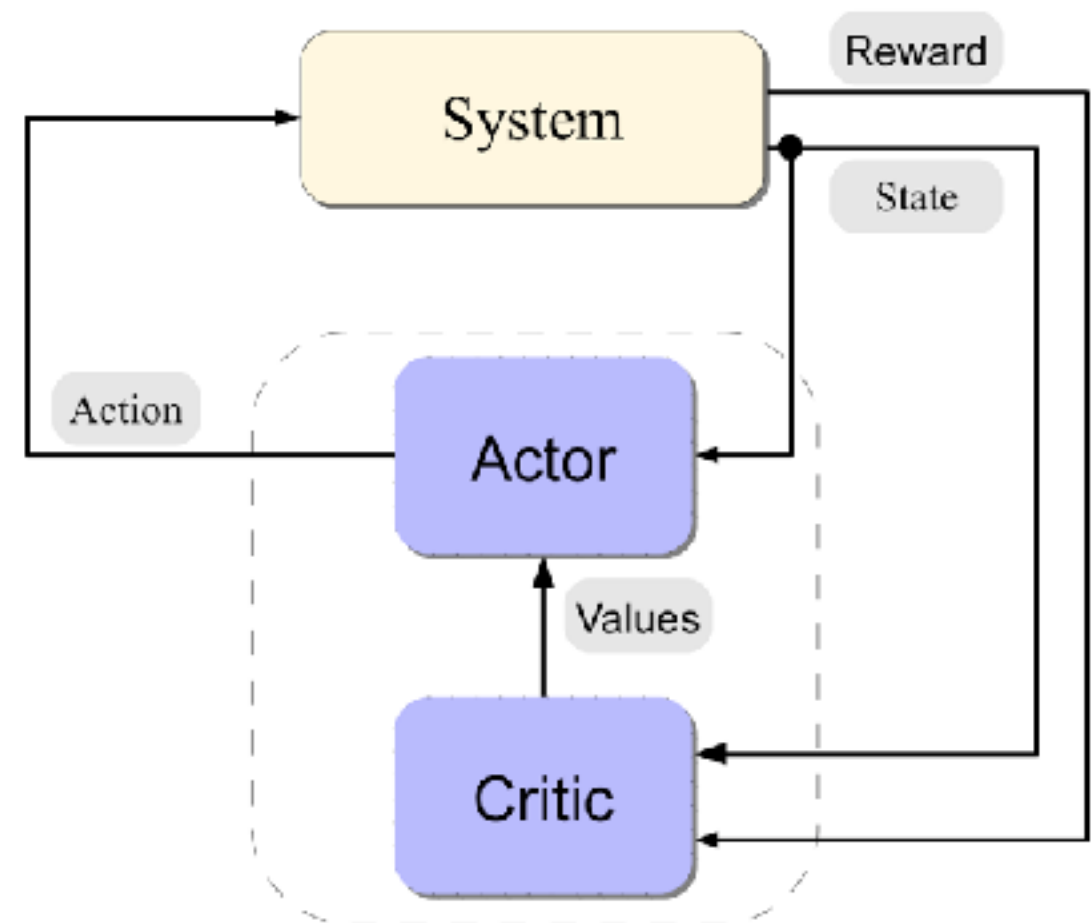 Reward
System
State
Action
Actor
Values
Critic